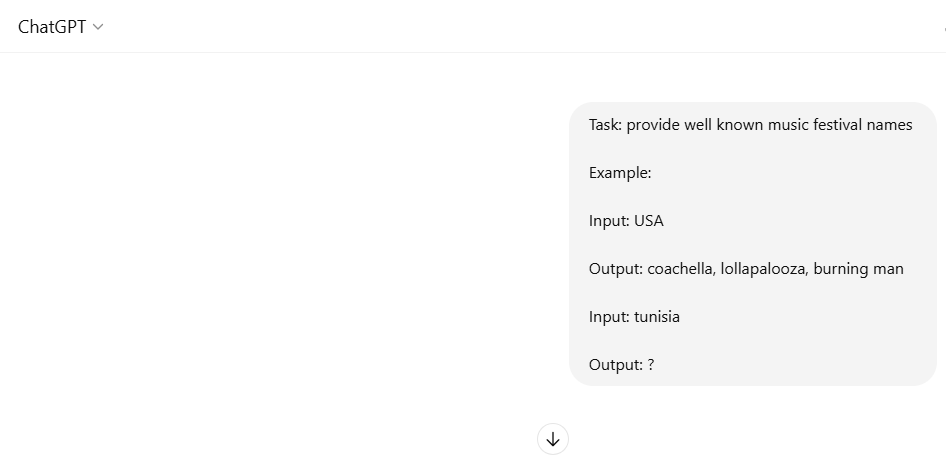 ChatGPT
Task: provide well known music festival names
Example:
Input: USA
Output: coachella, lollapalooza, burning man
Input: tunisia
Output: ?